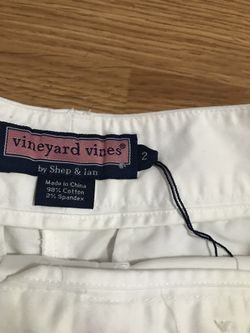 vineyard vines®
by Shep & Ian
2
Made in China
98% Cotton
2% Spandex